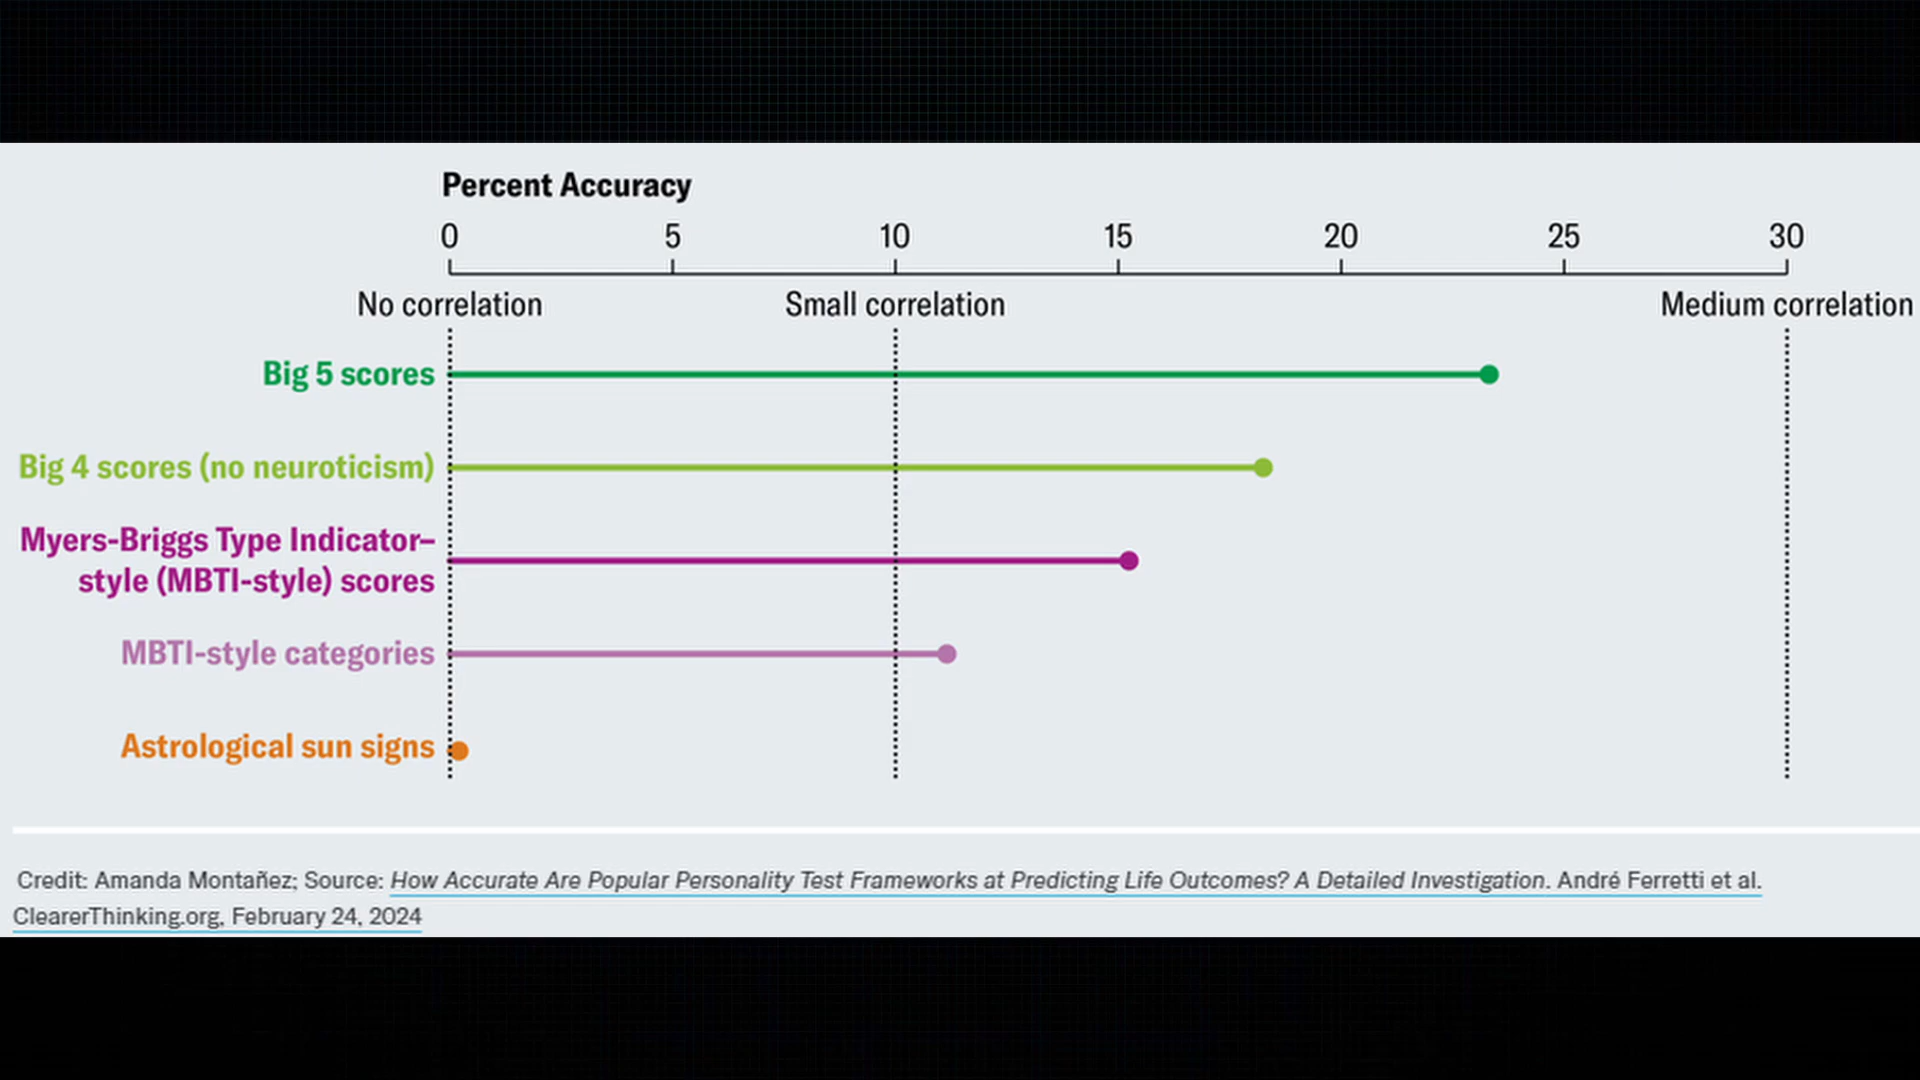 Percent Accuracy
0 5 10 15 20 25 30
No correlation Small correlation Medium correlation
Big 5 scores
Big 4 scores (no neuroticism)
Myers-Briggs Type Indicator–
style (MBTI-style) scores
MBTI-style categories
Astrological sun signs
Credit: Amanda Montañez; Source: How Accurate Are Popular Personality Test Frameworks at Predicting Life Outcomes? A Detailed Investigation. André Ferretti et al.
ClearerThinking.org, February 24, 2024